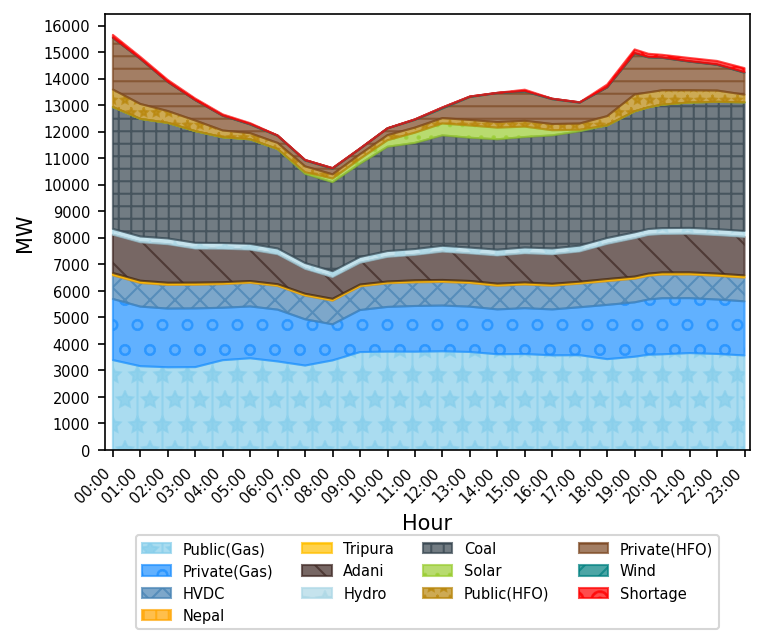 16000
15000
14000
13000
12000
11000
10000
9000
8000
7000
6000
5000
4000
3000
2000
1000
0
MW
00:00 01:00 02:00 03:00 04:00 05:00 06:00 07:00 08:00 09:00 10:00 11:00 12:00 13:00 14:00 15:00 16:00 17:00 18:00 19:00 20:00 21:00 22:00 23:00
Hour
Public(Gas) Tripura Coal Private(HFO)
Private(Gas) Adani Solar Wind
HVDC Hydro Public(HFO) Shortage
Nepal